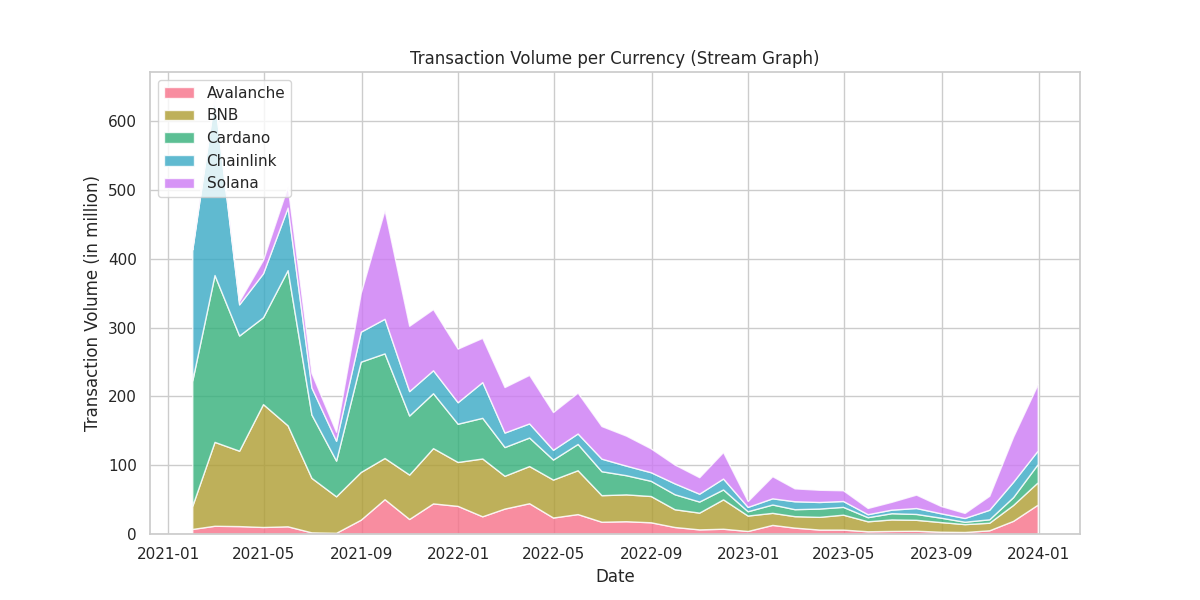 Transaction Volume per Currency (Stream Graph)
Avalanche
BNB
Cardano
Chainlink
Solana
Transaction Volume (in million)
600
500
400
300
200
100
0
2021-01 2021-05 2021-09 2022-01 2022-05 2022-09 2023-01 2023-05 2023-09 2024-01
Date